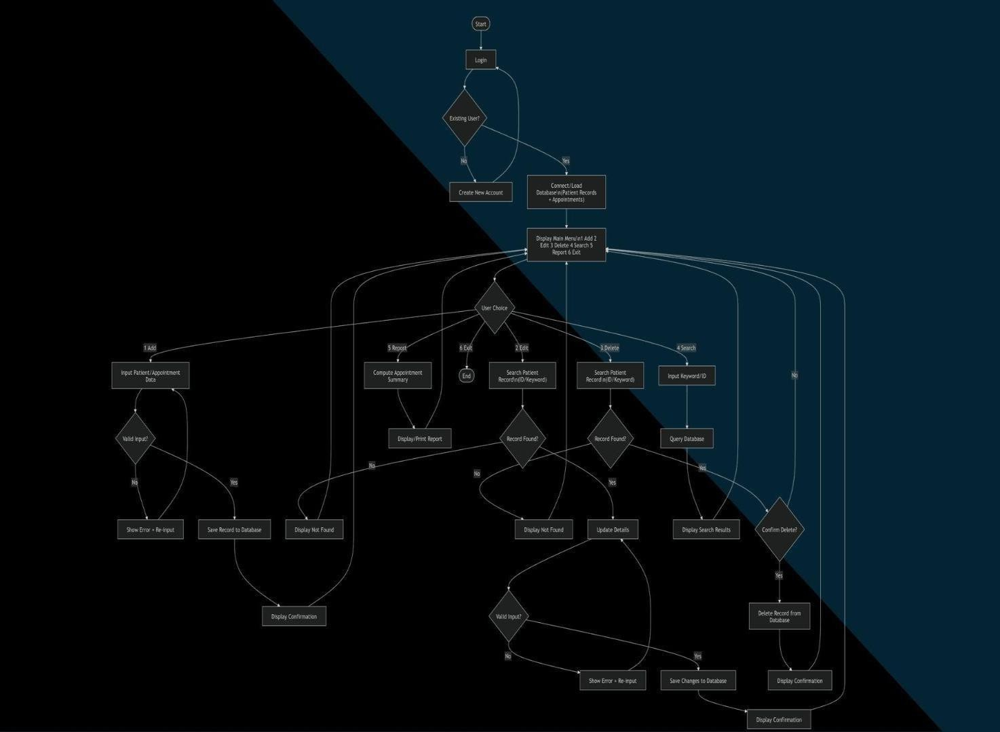 Start
Login
Existing User?
No
Yes
Create New Account
Connect/Load
Database\n(Patient Records
+ Appointments)
Display Main Menu\n1 Add 2
Edit 3 Delete 4 Search 5
Report 6 Exit
User Choice
1 Add
5 Report
6 Exit
2 Edit
3 Delete
4 Search
Input Patient/Appointment
Data
Compute Appointment
Summary
End
Search Patient
Record\n(ID/Keyword)
Search Patient
Record\n(ID/Keyword)
Input Keyword/ID
No
Valid Input?
Display/Print Report
Record Found?
Record Found?
Query Database
No
No
Yes
Yes
No
Yes
Show Error + Re-input
Save Record to Database
Display Not Found
Display Not Found
Update Details
Display Search Results
Confirm Delete?
Yes
Display Confirmation
Valid Input?
Delete Record from
Database
No
Yes
Show Error + Re-input
Save Changes to Database
Display Confirmation
Display Confirmation